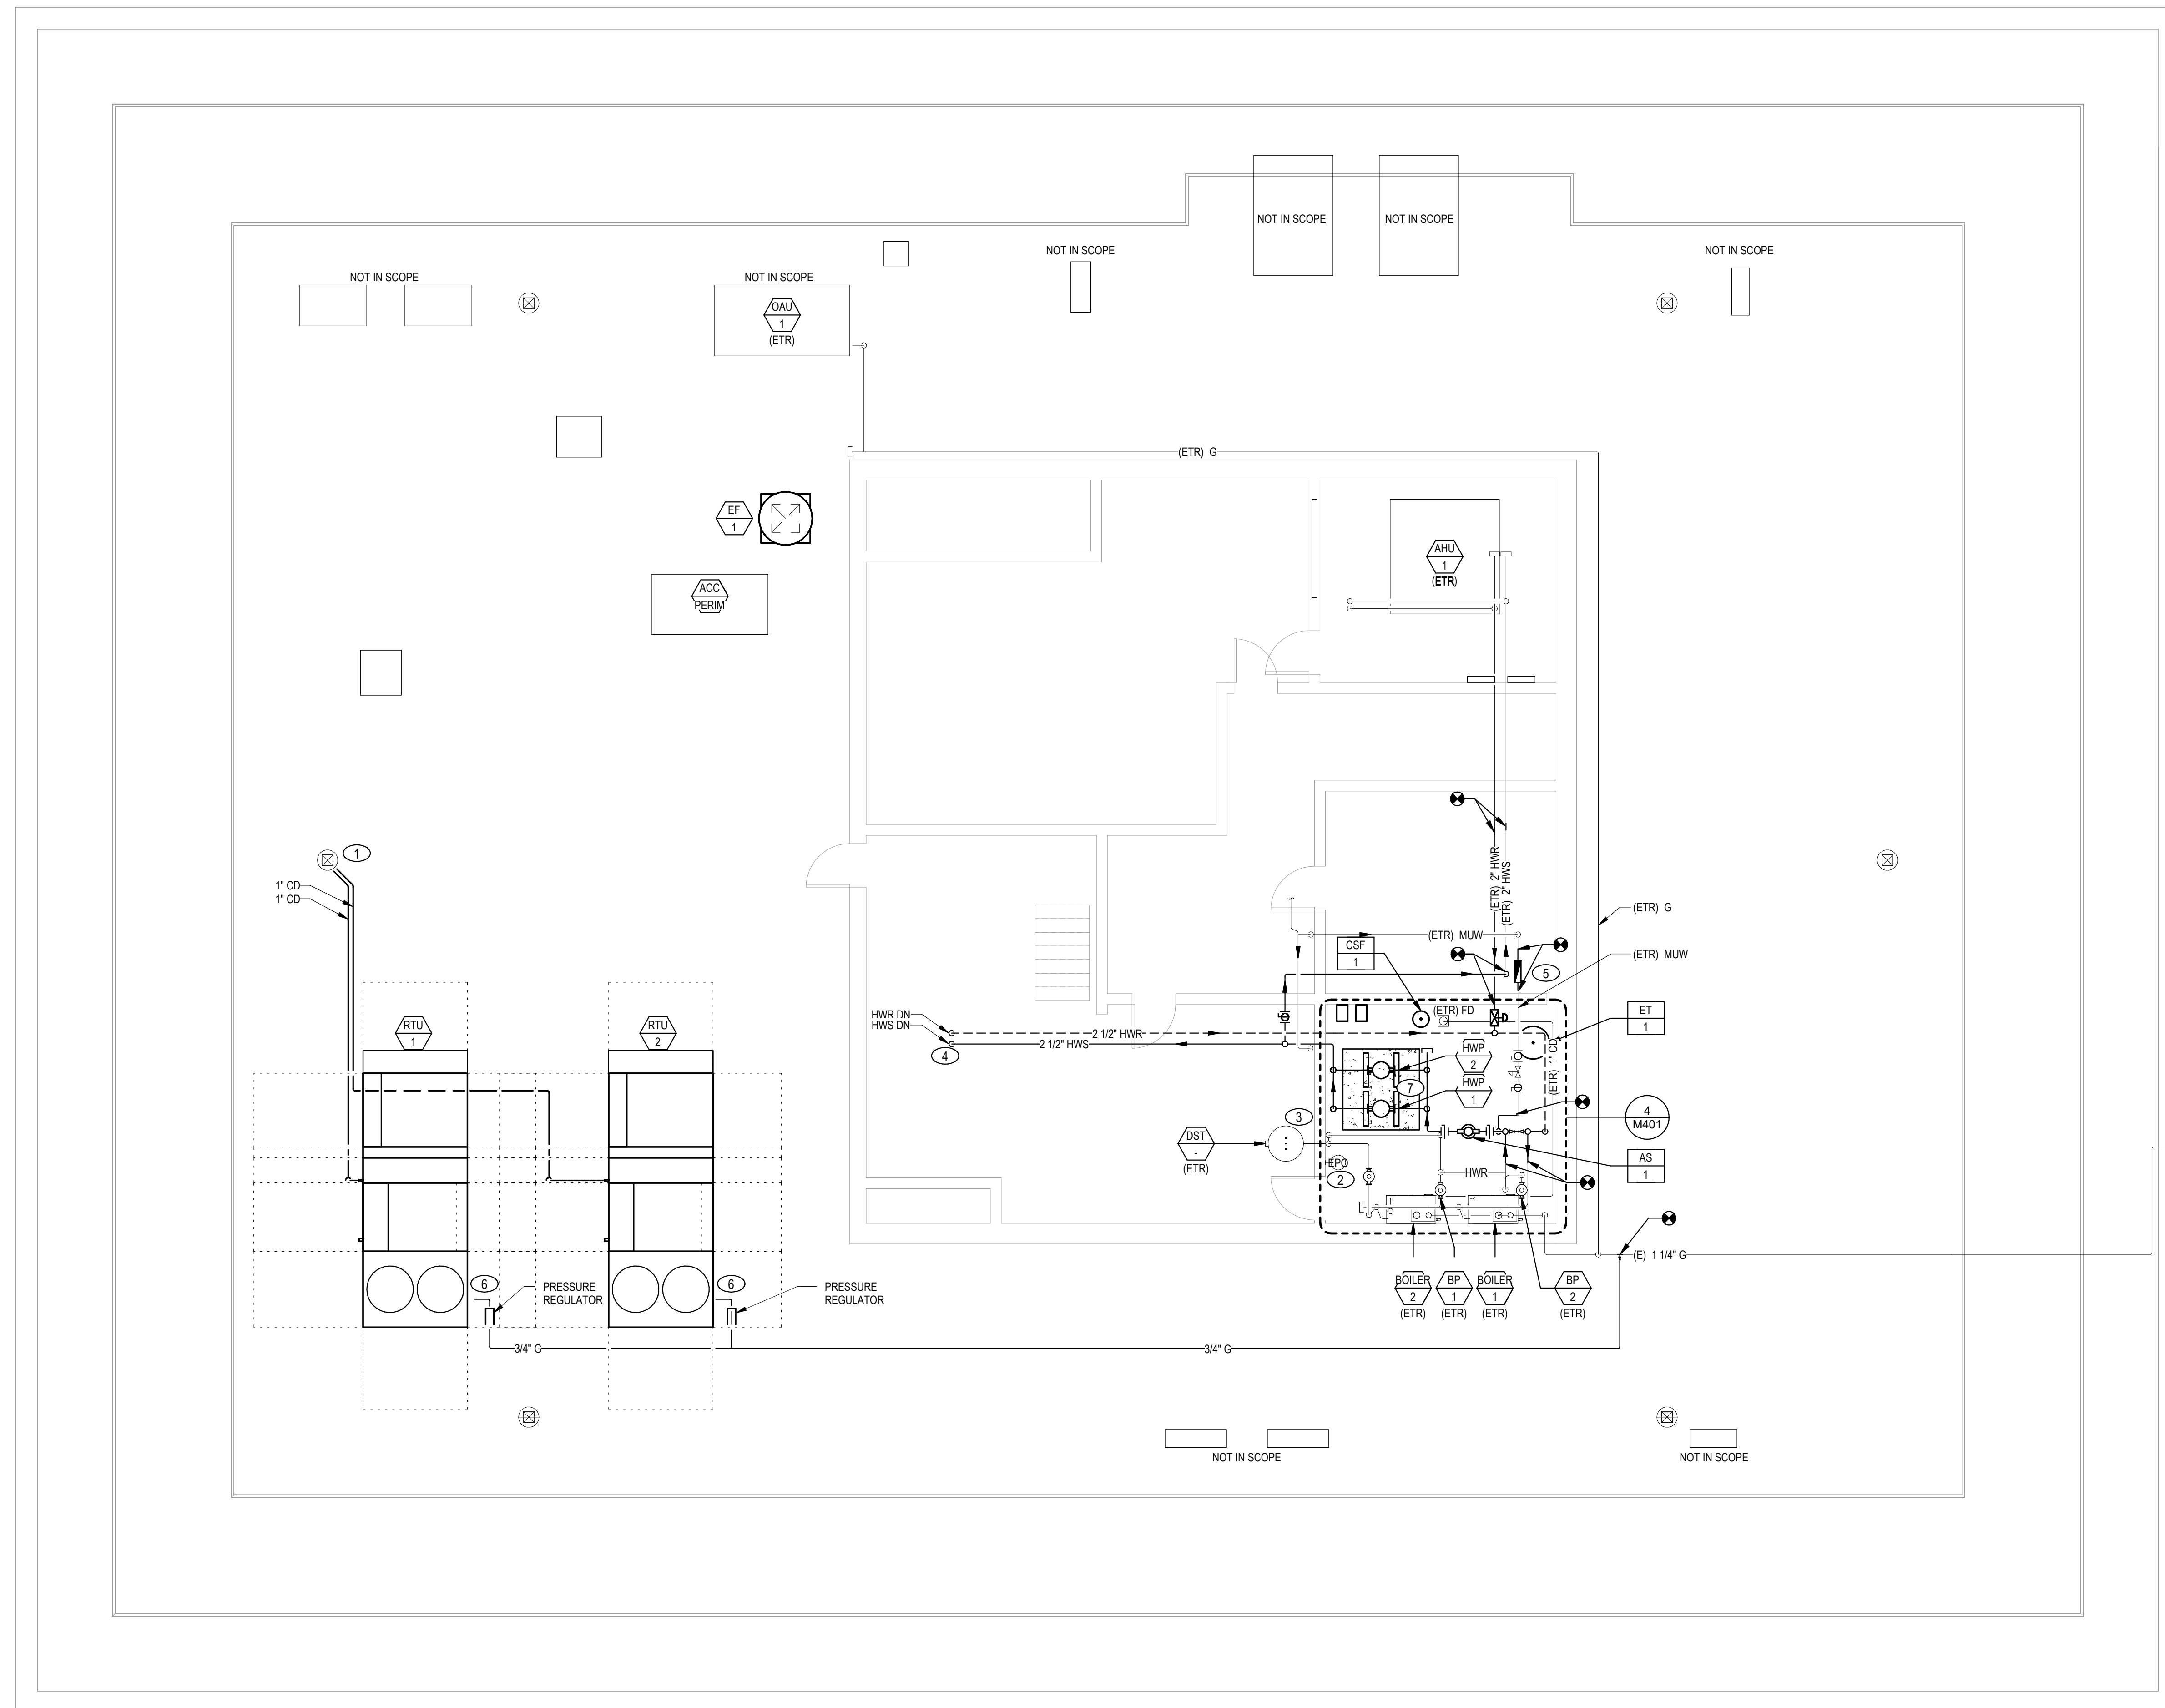 NOT IN SCOPE
NOT IN SCOPE
NOT IN SCOPE
NOT IN SCOPE
NOT IN SCOPE
NOT IN SCOPE
OAU
1
(ETR)
(ETR) G
EF
1
AHU
1
(ETR)
ACC
PERIM
(ETR) 2" HWR
(ETR) 2" HWS
1
1" CD
1" CD
(ETR) G
(ETR) MUW
CSF
1
(ETR) MUW
5
HWR DN
HWS DN
4
2 1/2" HWR
2 1/2" HWS
(ETR) FD
ET
1
RTU
1
RTU
2
HWP
2
7
HWP
1
(ETR) 1" CD
4
M401
3
DST
-
(ETR)
EPO
2
HWR
AS
1
(E) 1 1/4" G
BOILER
2
(ETR)
BP
1
(ETR)
BOILER
1
(ETR)
BP
2
(ETR)
6
PRESSURE
REGULATOR
6
PRESSURE
REGULATOR
3/4" G
3/4" G
NOT IN SCOPE
NOT IN SCOPE